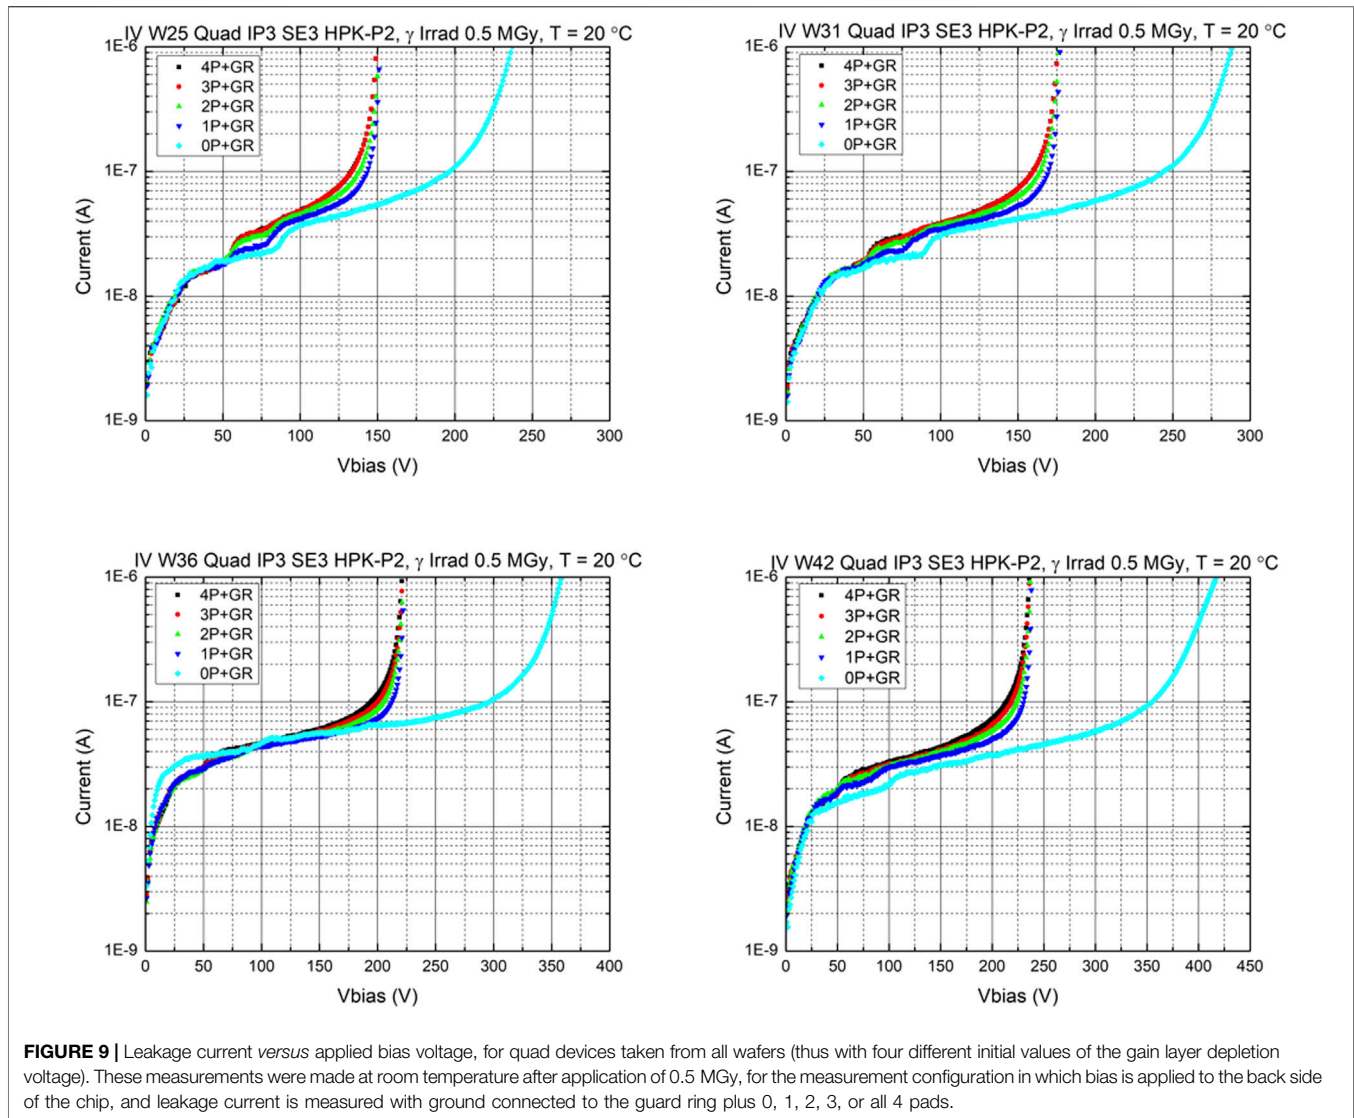 IV W25 Quad IP3 SE3 HPK-P2, γ Irrad 0.5 MGy, T = 20 °C
1E-6
1E-7
1E-8
1E-9
Current (A)
4P+GR
3P+GR
2P+GR
1P+GR
0P+GR
0 50 100 150 200 250 300
Vbias (V)
IV W31 Quad IP3 SE3 HPK-P2, γ Irrad 0.5 MGy, T = 20 °C
1E-6
1E-7
1E-8
1E-9
Current (A)
4P+GR
3P+GR
2P+GR
1P+GR
0P+GR
0 50 100 150 200 250 300
Vbias (V)
IV W36 Quad IP3 SE3 HPK-P2, γ Irrad 0.5 MGy, T = 20 °C
1E-6
1E-7
1E-8
1E-9
Current (A)
4P+GR
3P+GR
2P+GR
1P+GR
0P+GR
0 50 100 150 200 250 300 350 400
Vbias (V)
IV W42 Quad IP3 SE3 HPK-P2, γ Irrad 0.5 MGy, T = 20 °C
1E-6
1E-7
1E-8
1E-9
Current (A)
4P+GR
3P+GR
2P+GR
1P+GR
0P+GR
0 50 100 150 200 250 300 350 400 450
Vbias (V)
FIGURE 9 | Leakage current versus applied bias voltage, for quad devices taken from all wafers (thus with four different initial values of the gain layer depletion
voltage). These measurements were made at room temperature after application of 0.5 MGy, for the measurement configuration in which bias is applied to the back side
of the chip, and leakage current is measured with ground connected to the guard ring plus 0, 1, 2, 3, or all 4 pads.